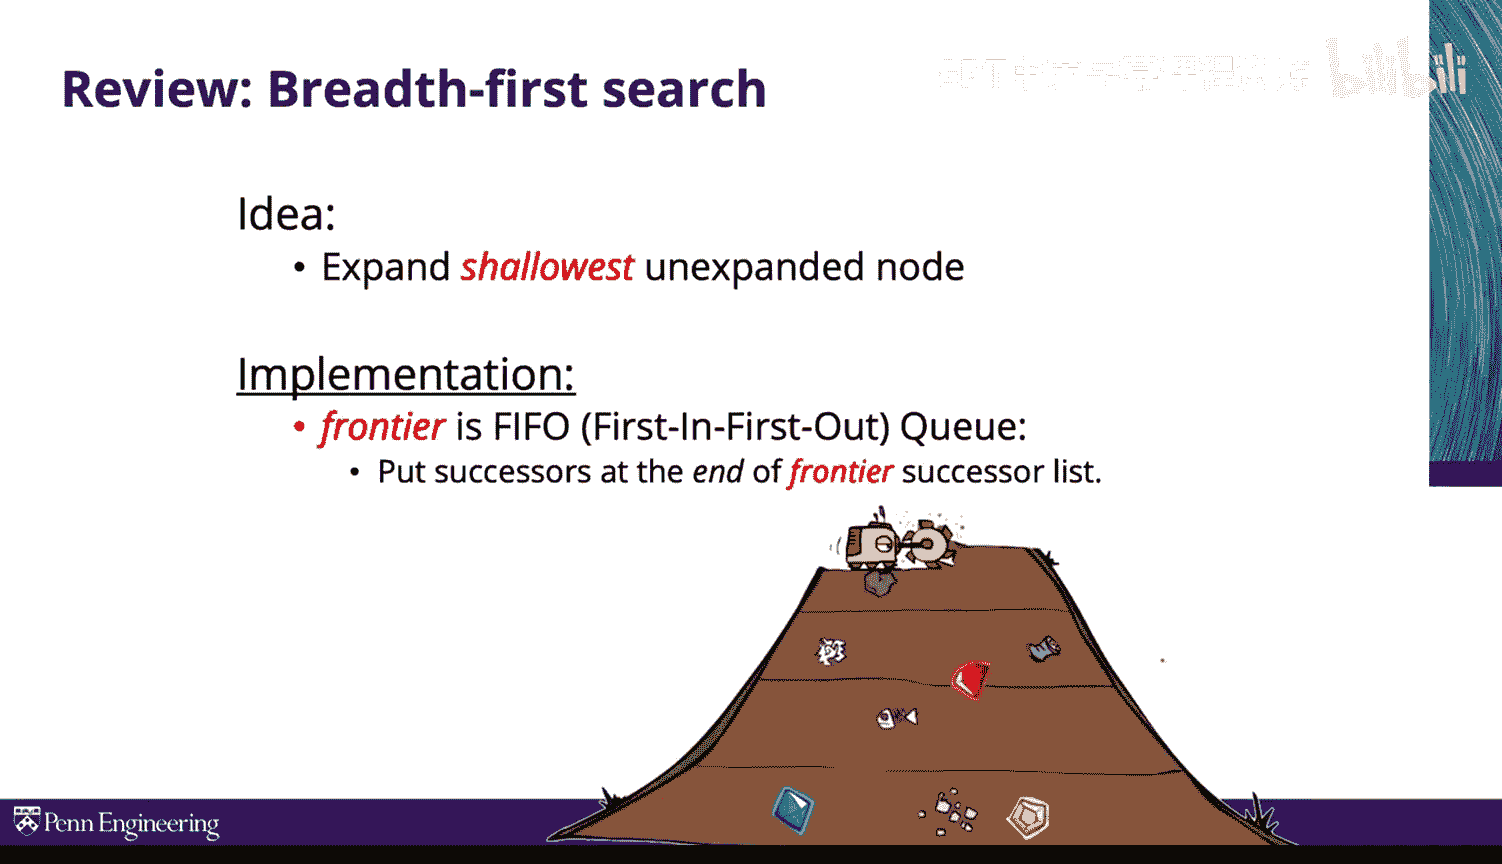 Review: Breadth-first search
bilibili
Idea:
• Expand shallowest unexpanded node
Implementation:
• frontier is FIFO (First-In-First-Out) Queue:
• Put successors at the end of frontier successor list.
Penn Engineering